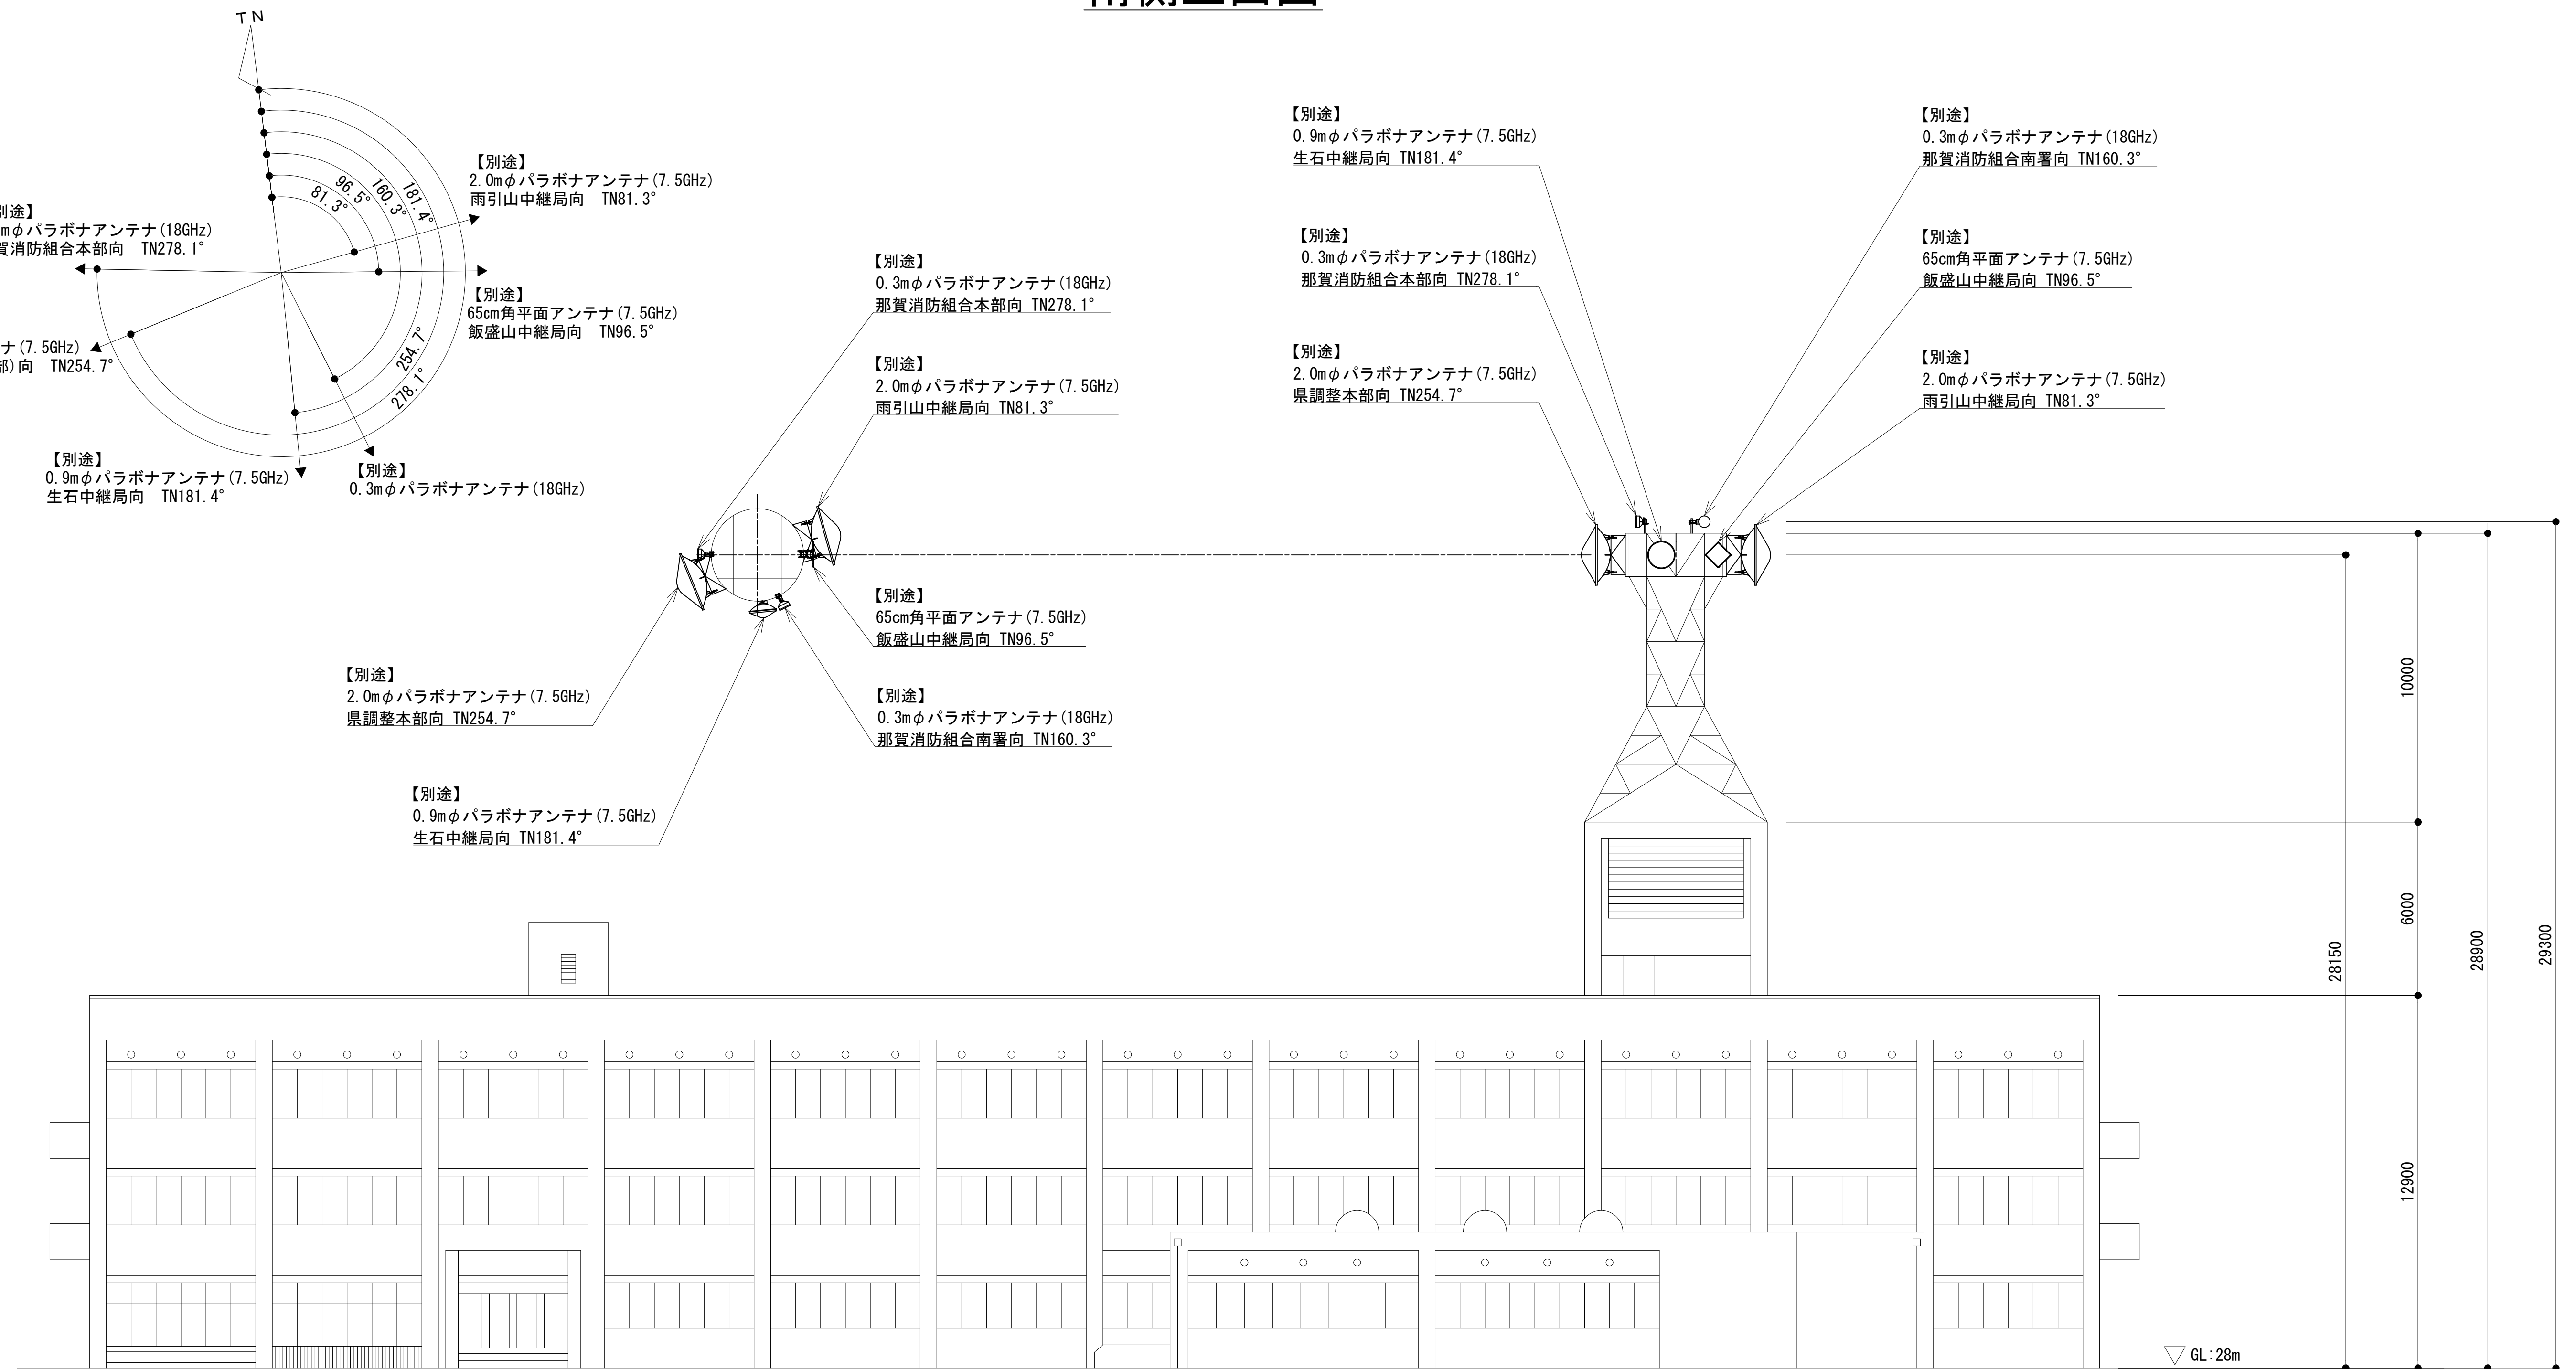 南側立面図
TN
81.3°
96.5°
160.3°
181.4°
254.7°
278.1°
【別途】
2.0mφパラボナアンテナ(7.5GHz)
雨引山中継局向 TN81.3°
別途】
mφパラボナアンテナ(18GHz)
賀消防組合本部向 TN278.1°
【別途】
65cm角平面アンテナ(7.5GHz)
飯盛山中継局向 TN96.5°
ナ(7.5GHz)
部)向 TN254.7°
【別途】
0.9mφパラボナアンテナ(7.5GHz)
生石中継局向 TN181.4°
【別途】
0.3mφパラボナアンテナ(18GHz)
【別途】
0.3mφパラボナアンテナ(18GHz)
那賀消防組合本部向 TN278.1°
【別途】
2.0mφパラボナアンテナ(7.5GHz)
雨引山中継局向 TN81.3°
【別途】
65cm角平面アンテナ(7.5GHz)
飯盛山中継局向 TN96.5°
【別途】
0.3mφパラボナアンテナ(18GHz)
那賀消防組合南署向 TN160.3°
【別途】
2.0mφパラボナアンテナ(7.5GHz)
県調整本部向 TN254.7°
【別途】
0.9mφパラボナアンテナ(7.5GHz)
生石中継局向 TN181.4°
【別途】
0.9mφパラボナアンテナ(7.5GHz)
生石中継局向 TN181.4°
【別途】
0.3mφパラボナアンテナ(18GHz)
那賀消防組合本部向 TN278.1°
【別途】
2.0mφパラボナアンテナ(7.5GHz)
県調整本部向 TN254.7°
【別途】
0.3mφパラボナアンテナ(18GHz)
那賀消防組合南署向 TN160.3°
【別途】
65cm角平面アンテナ(7.5GHz)
飯盛山中継局向 TN96.5°
【別途】
2.0mφパラボナアンテナ(7.5GHz)
雨引山中継局向 TN81.3°
10000
6000
12900
28150
28900
29300
GL:28m